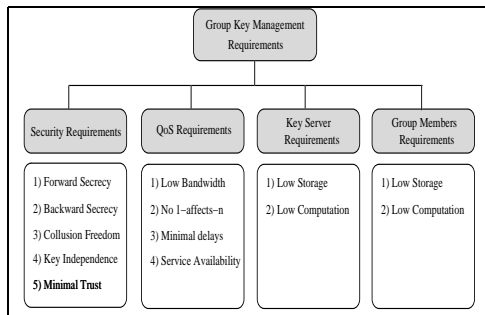 Group Key Management
Requirements
Security Requirements
QoS Requirements
Key Server
Requirements
Group Members
Requirements
1) Forward Secrecy
2) Backward Secrecy
3) Collusion Freedom
4) Key Independence
5) Minimal Trust
1) Low Bandwidth
2) No 1−affects−n
3) Minimal delays
4) Service Availability
1) Low Storage
2) Low Computation
1) Low Storage
2) Low Computation